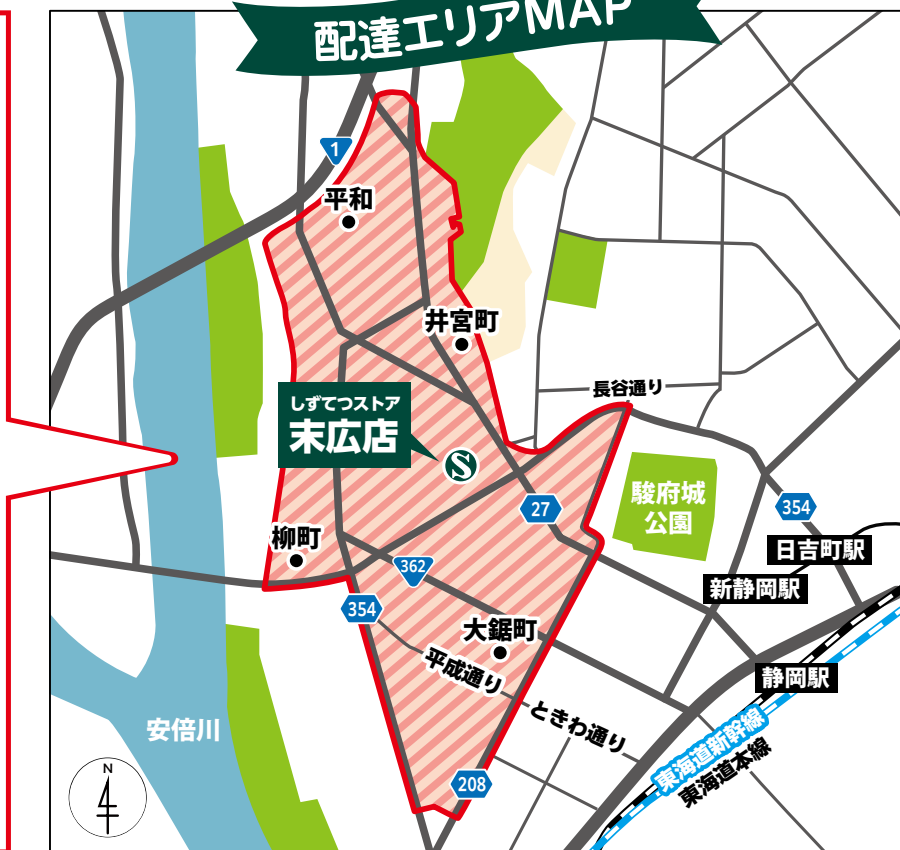 配達エリアMAP
1
平和
井宮町
長谷通り
しずてつストア
末広店
S
27
駿府城
公園
354
日吉町駅
柳町
362
新静岡駅
354
大鋸町
平成通り
静岡駅
ときわ通り
安倍川
東海道新幹線
東海道本線
208
N